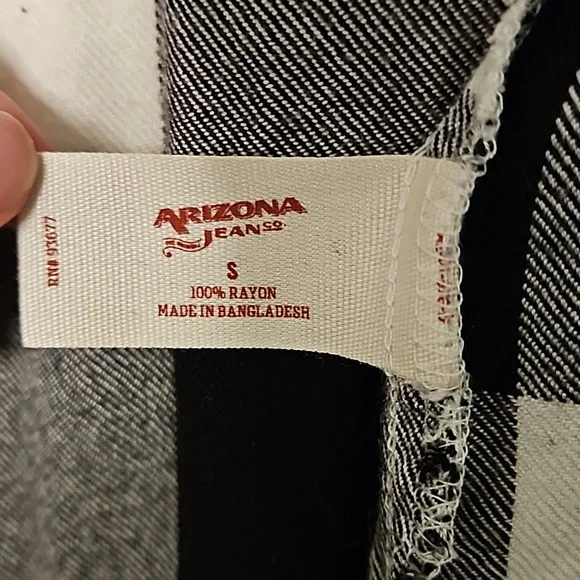 ARIZONA
JEAN CO.
S
100% RAYON
MADE IN BANGLADESH
RN# 93677